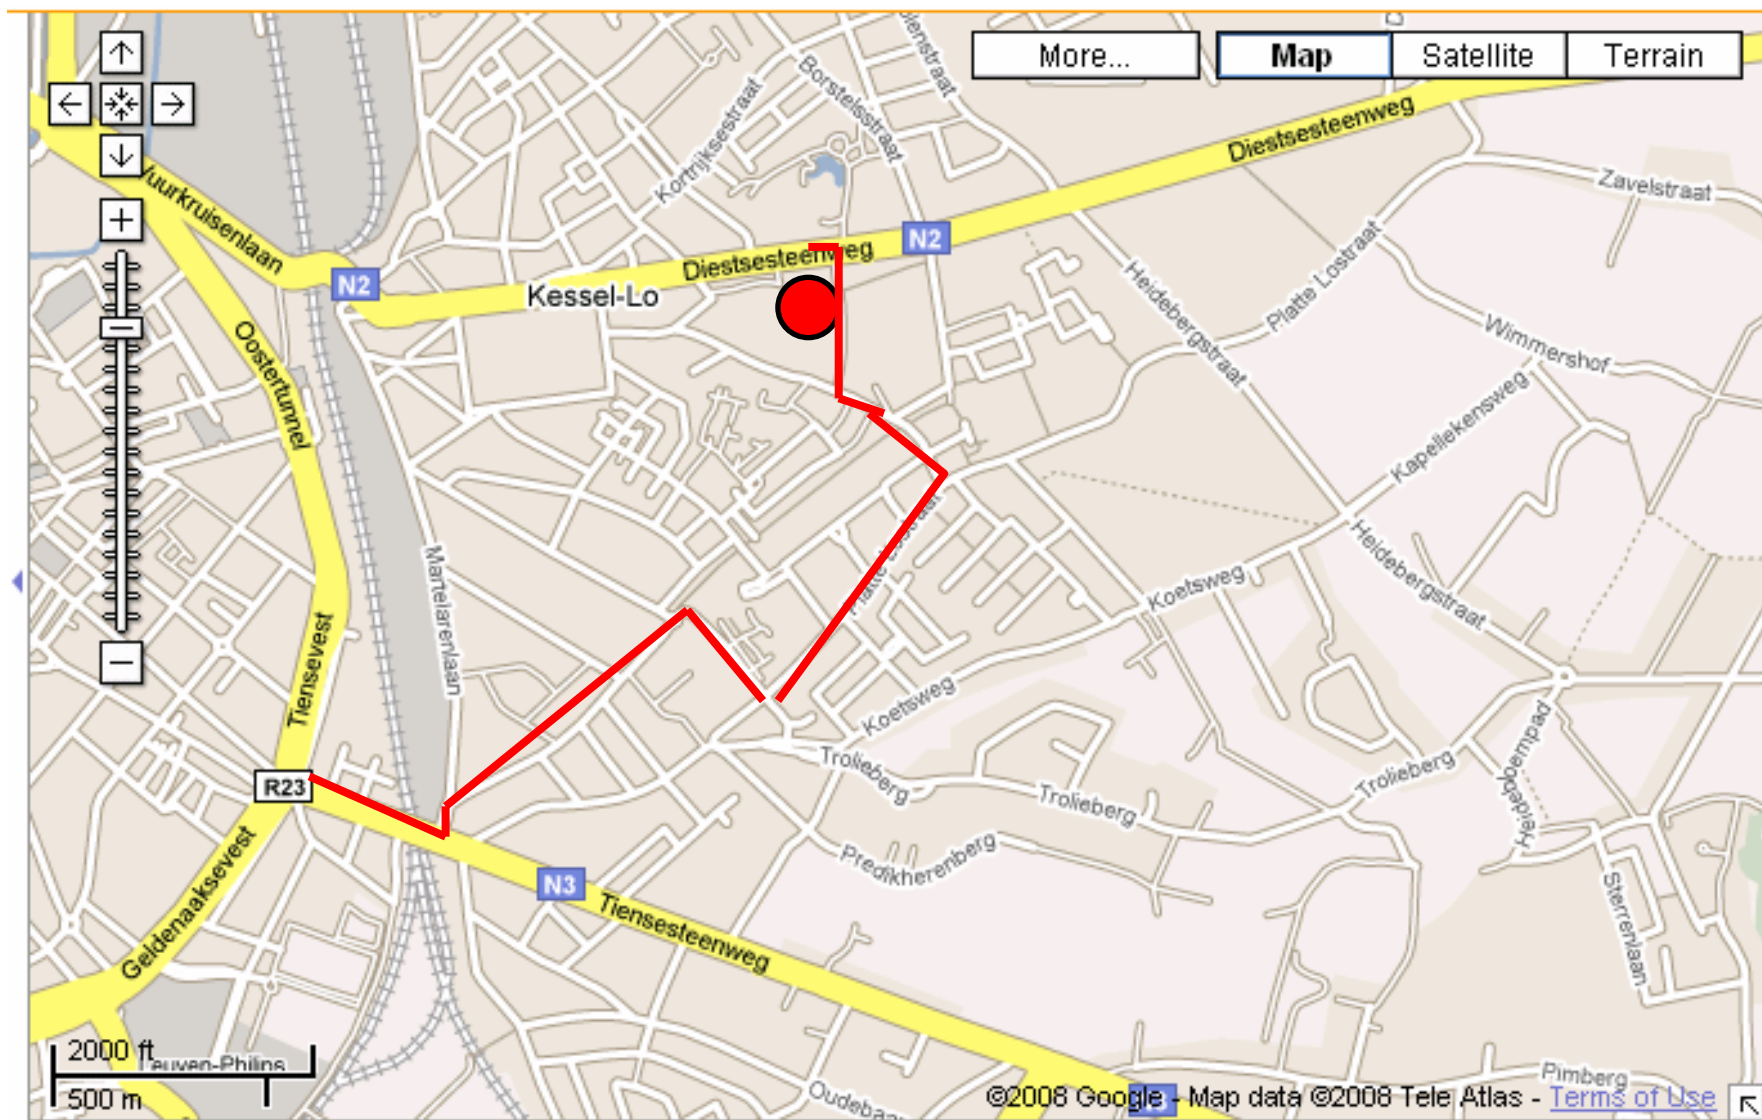 More...
Map
Satellite
Terrain
Borstelsstraat
Kortrijksestraat
Diestsesteenweg
Zavelstraat
Vuurkruisenlaan
N2
Diestsesteenweg
N2
Kessel-Lo
Heidebergstraat
Platte Lostraat
Wimmershof
Oostertunnel
Kapellekensweg
Martelarenlaan
Heidebergstraat
Koetsweg
Tiensevest
Koetsweg
Trolieberg
Trolieberg
Trolieberg
Heidebloempad
R23
Geldenaaksevest
Predikherenberg
N3
Tiensesteenweg
Sterrenlaan
2000 ft
500 m
Pimberg
©2008 Google - Map data ©2008 Tele Atlas - Terms of Use